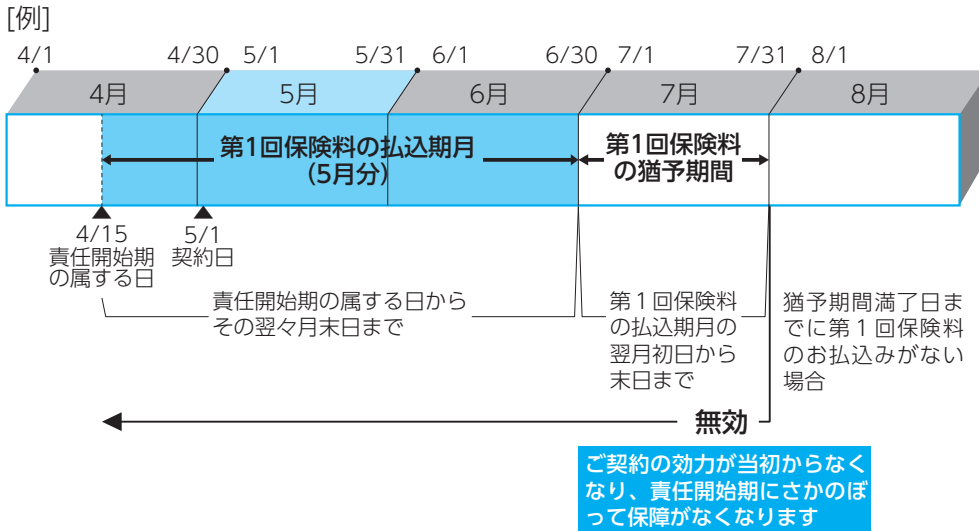 [例]
4/1 4/30 5/1 5/31 6/1 6/30 7/1 7/31 8/1
4月 5月 6月 7月 8月
第1回保険料の払込期月
(5月分)
第1回保険料
の猶予期間
4/15
責任開始期
の属する日
5/1
契約日
責任開始期の属する日から
その翌々月末日まで
第1回保険料
の払込期月の
翌月初日から
末日まで
猶予期間満了日ま
でに第1回保険料
のお払込みがない
場合
無効
ご契約の効力が当初からなく
なり、責任開始期にさかのぼ
って保障がなくなります